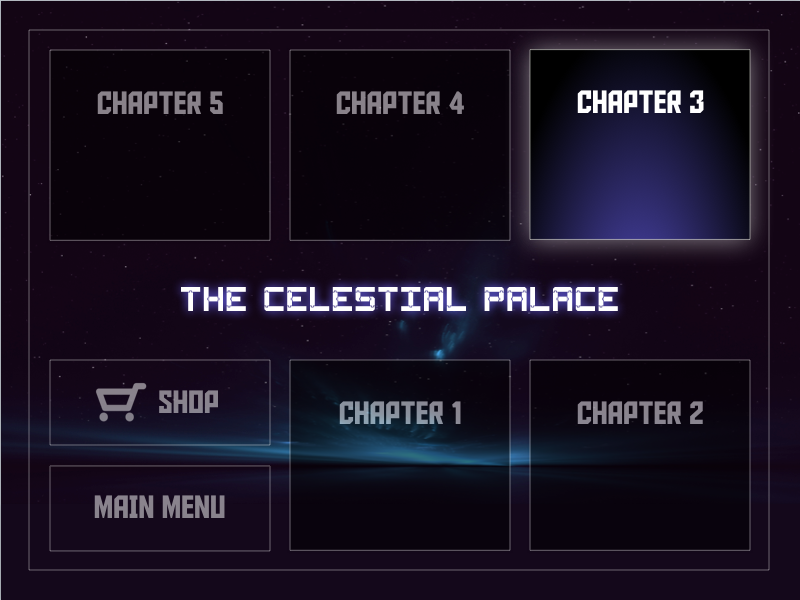 CHAPTER 5
CHAPTER 4
CHAPTER 3
THE CELESTIAL PALACE
SHOP
CHAPTER 1
CHAPTER 2
MAIN MENU